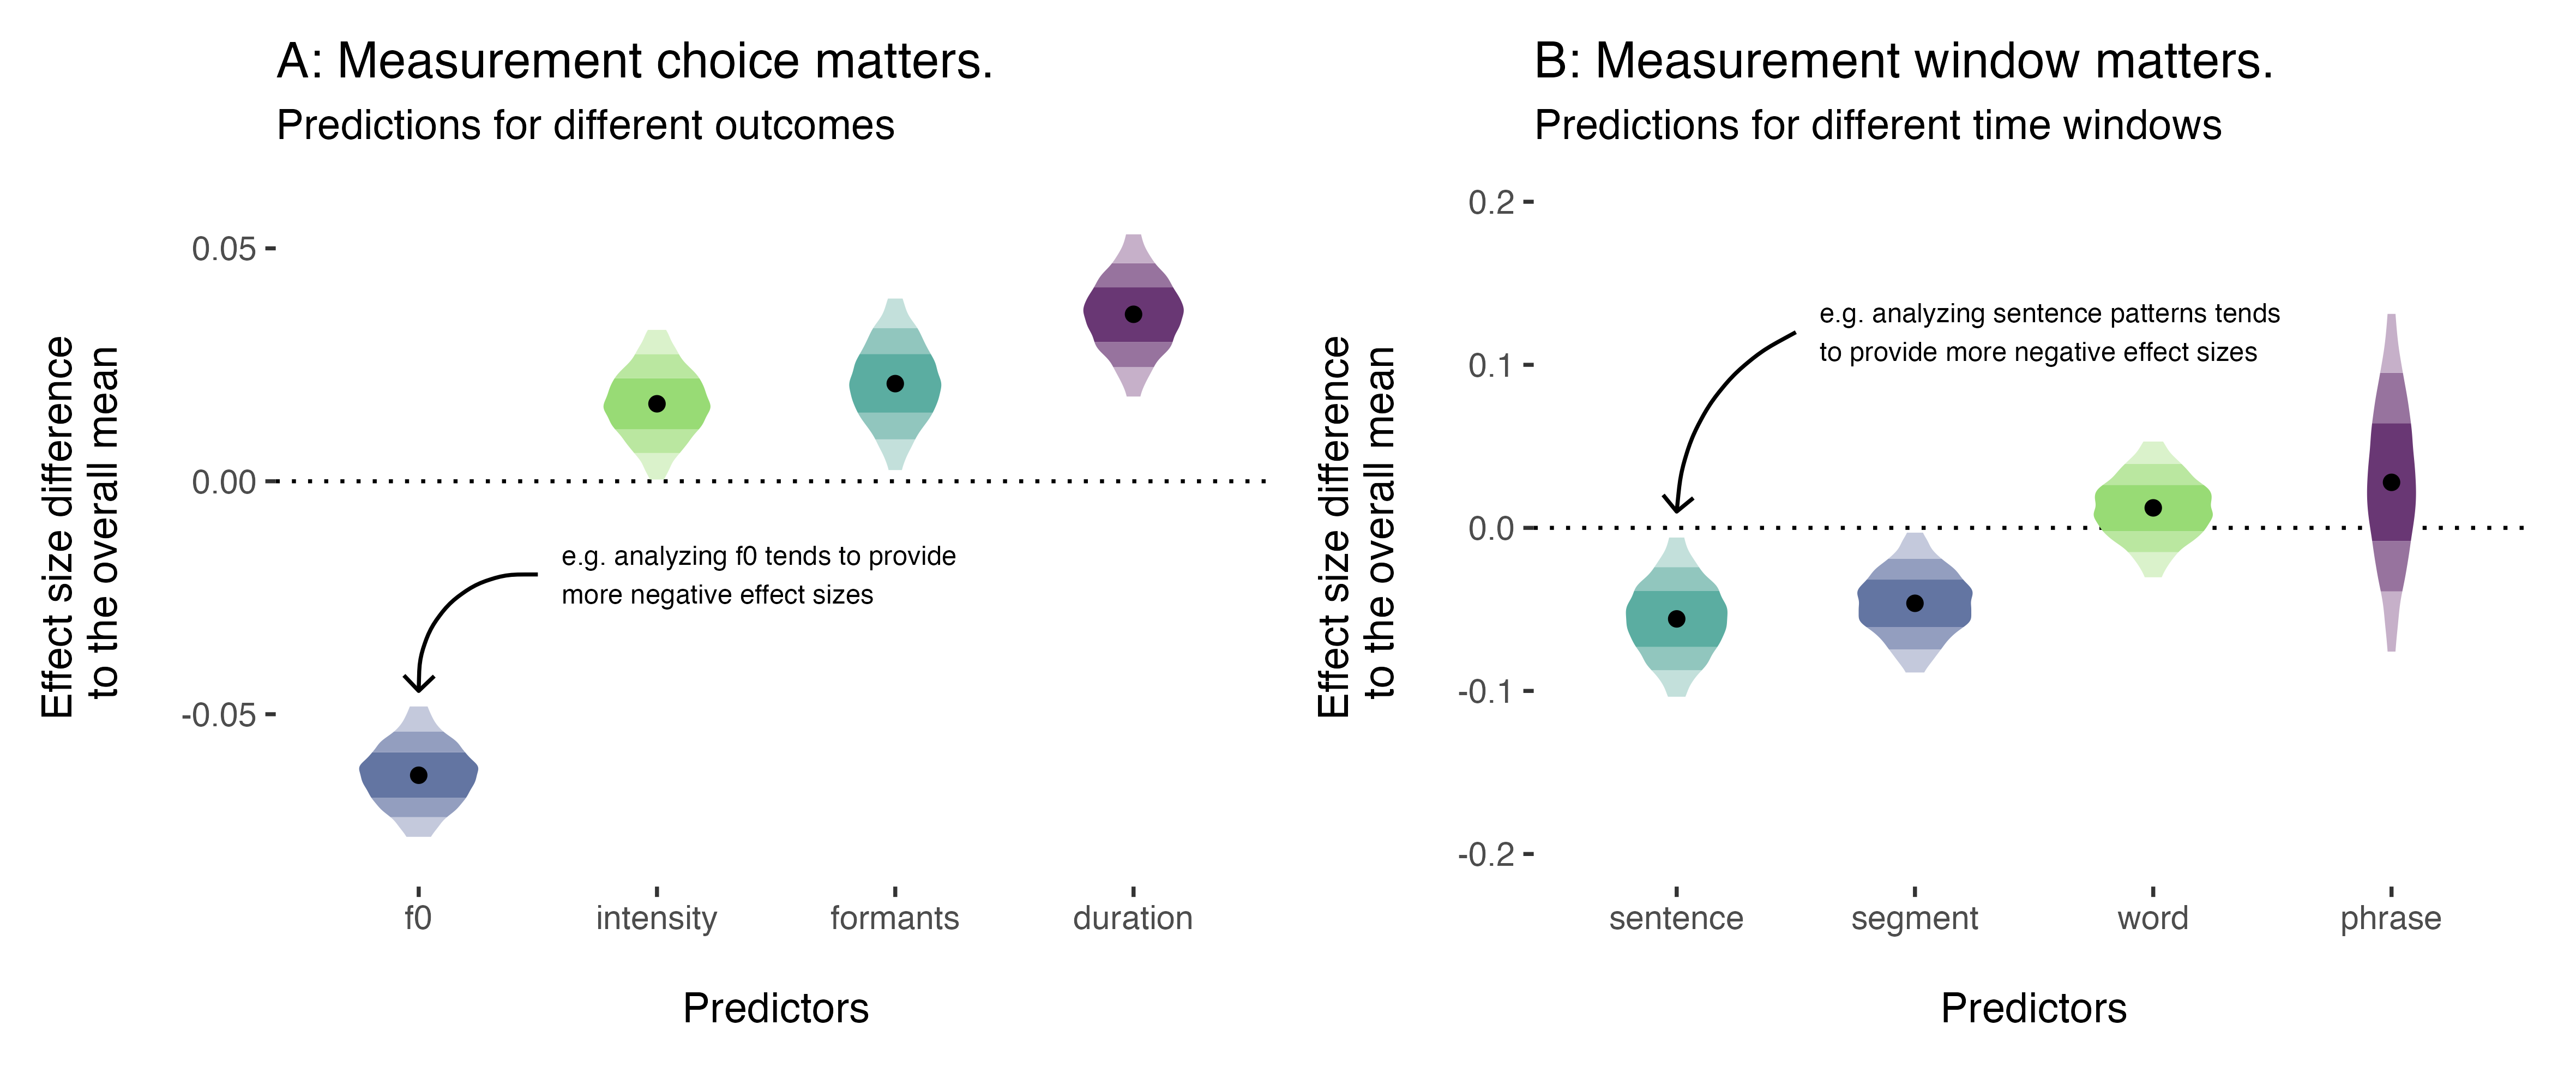 A: Measurement choice matters.
Predictions for different outcomes
Effect size difference
to the overall mean
0.05
0.00
-0.05
e.g. analyzing f0 tends to provide
more negative effect sizes
f0
intensity
formants
duration
Predictors
B: Measurement window matters.
Predictions for different time windows
Effect size difference
to the overall mean
0.2
0.1
0.0
-0.1
-0.2
e.g. analyzing sentence patterns tends
to provide more negative effect sizes
sentence
segment
word
phrase
Predictors